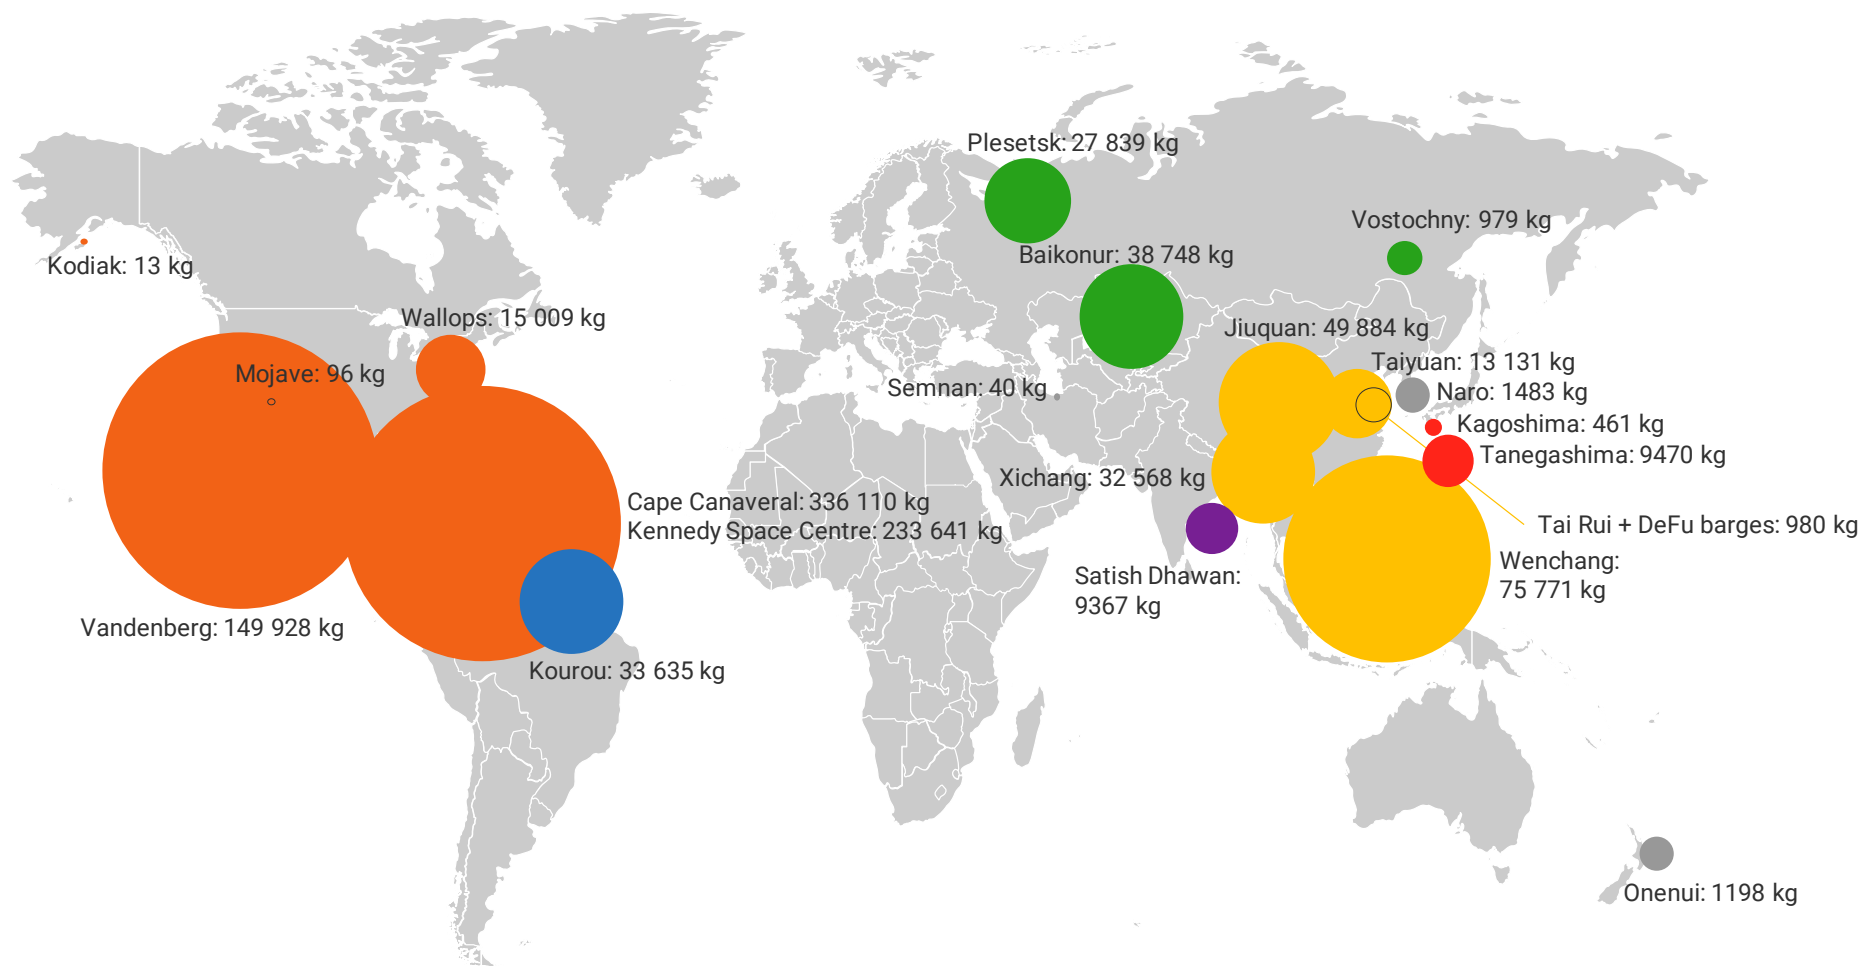 Plesetsk: 27 839 kg
Vostochny: 979 kg
Baikonur: 38 748 kg
Kodiak: 13 kg
Wallops: 15 009 kg
Jiuquan: 49 884 kg
Taiyuan: 13 131 kg
Mojave: 96 kg
Semnan: 40 kg
Naro: 1483 kg
Kagoshima: 461 kg
Tanegashima: 9470 kg
Xichang: 32 568 kg
Cape Canaveral: 336 110 kg
Kennedy Space Centre: 233 641 kg
Tai Rui + DeFu barges: 980 kg
Wenchang:
75 771 kg
Satish Dhawan:
9367 kg
Vandenberg: 149 928 kg
Kourou: 33 635 kg
Onenui: 1198 kg